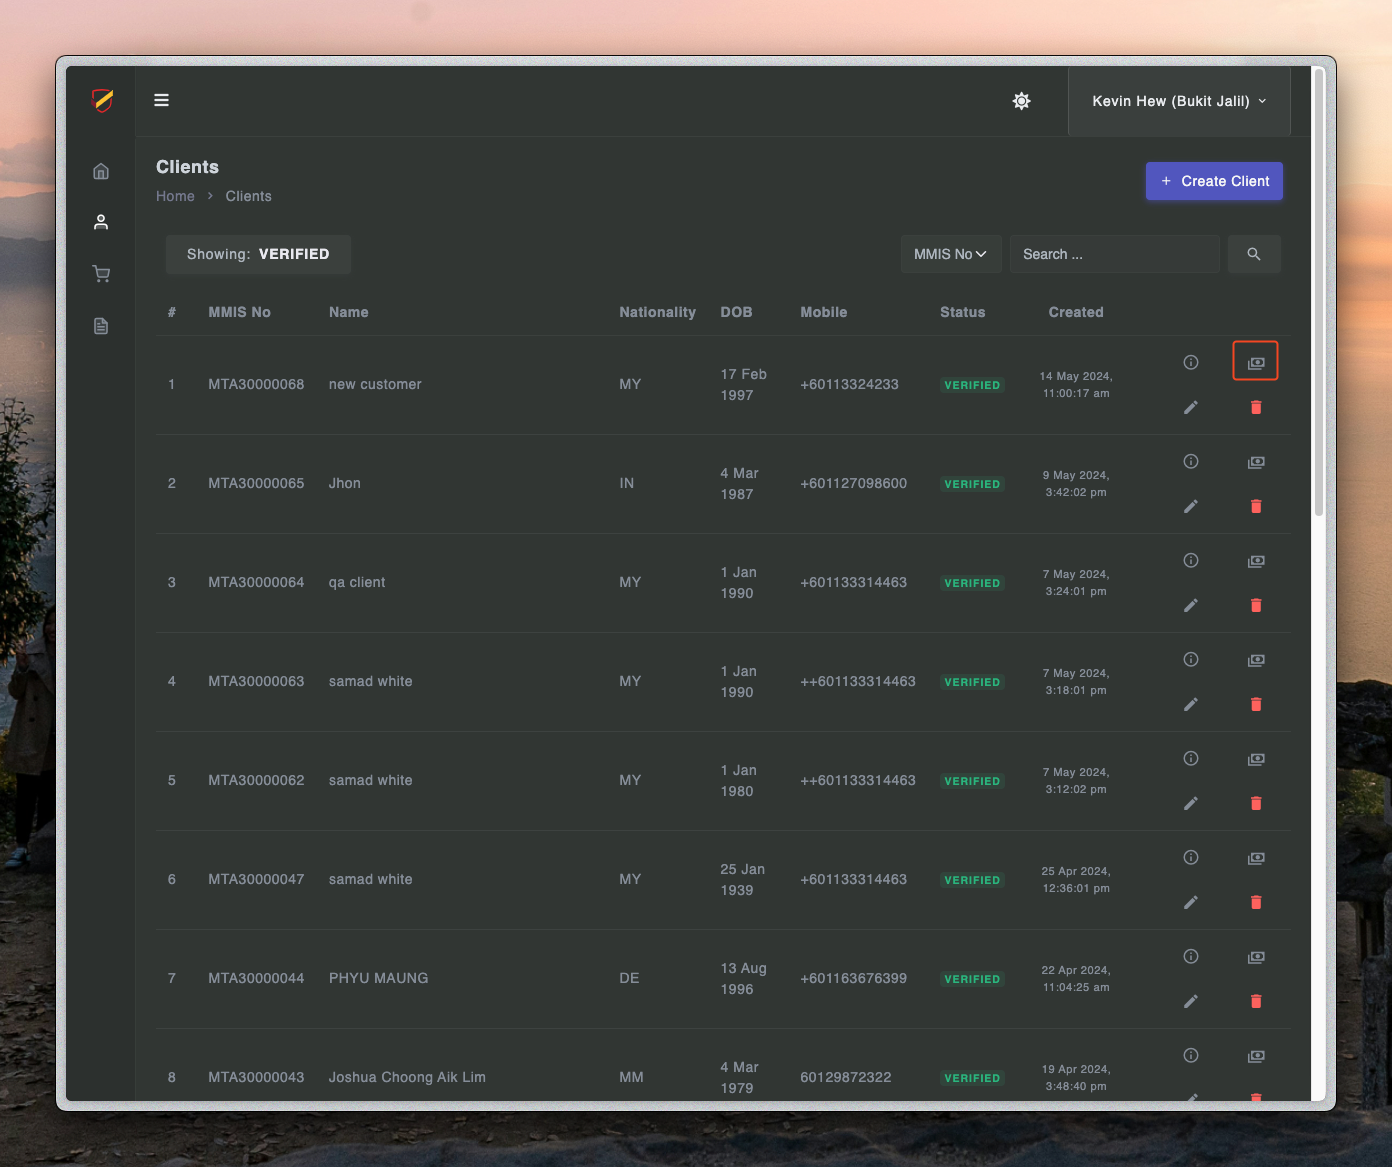 Kevin Hew (Bukit Jalil)
Clients
Home > Clients
+ Create Client
Showing: VERIFIED
MMIS No
Search ...
# MMIS No Name Nationality DOB Mobile Status Created
1 MTA30000068 new customer MY 17 Feb 1997 +60113324233 VERIFIED 14 May 2024, 11:00:17 am
2 MTA30000065 Jhon IN 4 Mar 1987 +601127098600 VERIFIED 9 May 2024, 3:42:02 pm
3 MTA30000064 qa client MY 1 Jan 1990 +601133314463 VERIFIED 7 May 2024, 3:24:01 pm
4 MTA30000063 samad white MY 1 Jan 1990 ++601133314463 VERIFIED 7 May 2024, 3:18:01 pm
5 MTA30000062 samad white MY 1 Jan 1980 ++601133314463 VERIFIED 7 May 2024, 3:12:02 pm
6 MTA30000047 samad white MY 25 Jan 1939 +601133314463 VERIFIED 25 Apr 2024, 12:36:01 pm
7 MTA30000044 PHYU MAUNG DE 13 Aug 1996 +601163676399 VERIFIED 22 Apr 2024, 11:04:25 am
8 MTA30000043 Joshua Choong Aik Lim MM 4 Mar 1979 60129872322 VERIFIED 19 Apr 2024, 3:48:40 pm